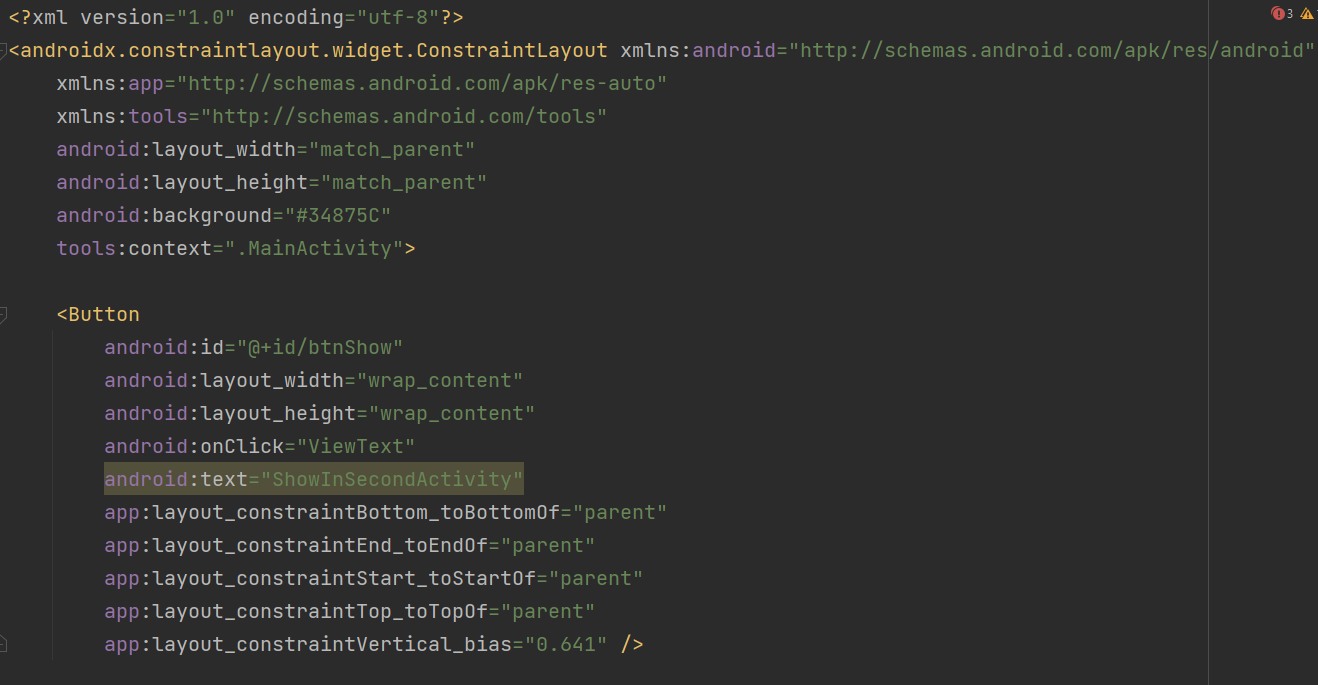 <?xml version="1.0" encoding="utf-8"?>
3
<androidx.constraintlayout.widget.ConstraintLayout xmlns:android="http://schemas.android.com/apk/res/android"
xmlns:app="http://schemas.android.com/apk/res-auto"
xmlns:tools="http://schemas.android.com/tools"
android:layout_width="match_parent"
android:layout_height="match_parent"
android:background="#34875C"
tools:context=".MainActivity">
<Button
android:id="@+id/btnShow"
android:layout_width="wrap_content"
android:layout_height="wrap_content"
android:onClick="ViewText"
android:text="ShowInSecondActivity"
app:layout_constraintBottom_toBottomOf="parent"
app:layout_constraintEnd_toEndOf="parent"
app:layout_constraintStart_toStartOf="parent"
app:layout_constraintTop_toTopOf="parent"
app:layout_constraintVertical_bias="0.641" />